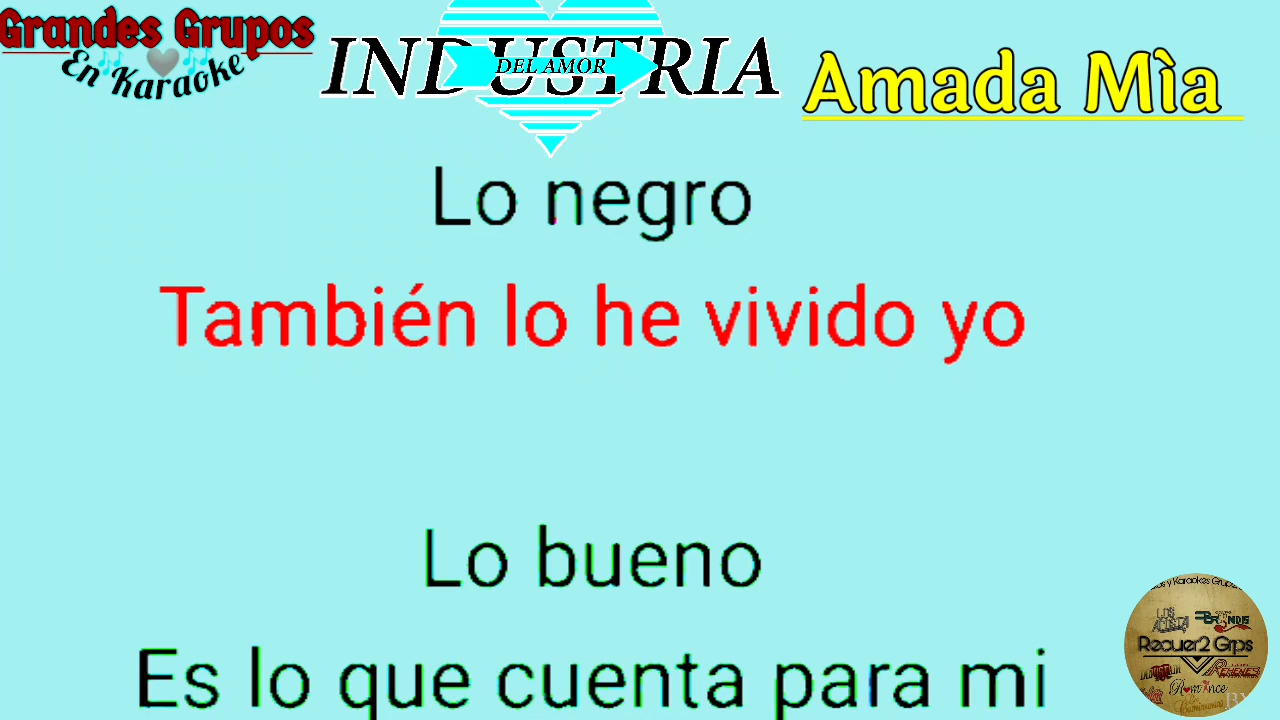 Grandes Grupos
En Karaoke
INDUSTRIA
DEL AMOR
Amada Mìa
Lo negro
También lo he vivido yo
Lo bueno
Es lo que cuenta para mi
y Karaokes
Recuer2 Grps